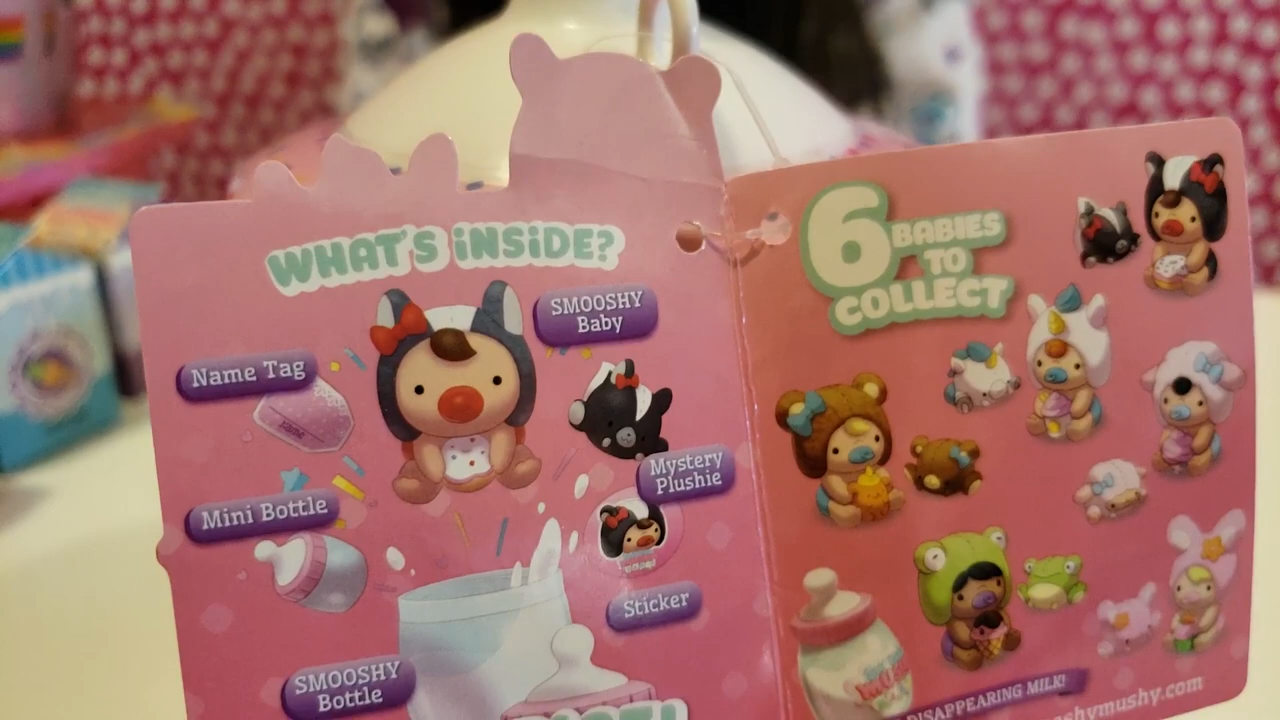 WHAT'S INSIDE?
SMOOSHY
Baby
Name Tag
Mystery
Plushie
Mini Bottle
Sticker
SMOOSHY
Bottle
6 BABIES
TO
COLLECT
DISAPPEARING MILK!
shymushy.com